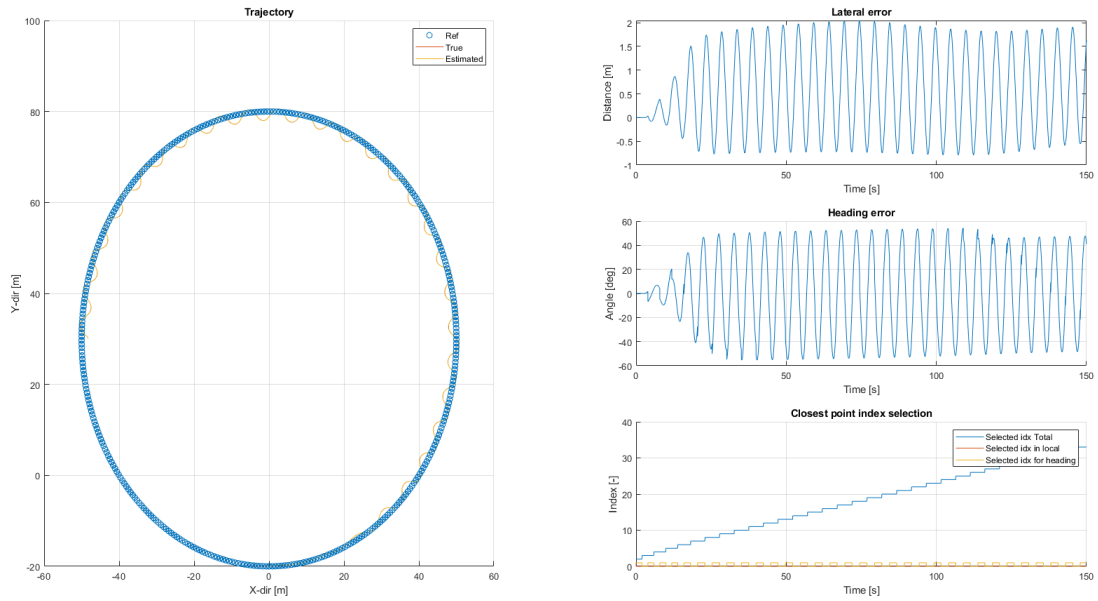 Trajectory
100
80
60
40
20
0
-20
-60
-40
-20
0
20
40
60
X-dir [m]
Y-dir [m]
Ref
True
Estimated
Lateral error
2
1.5
1
0.5
0
-0.5
-1
0
50
100
150
Time [s]
Distance [m]
Heading error
60
40
20
0
-20
-40
-60
0
50
100
150
Time [s]
Angle [deg]
Closest point index selection
40
30
20
10
0
0
50
100
150
Time [s]
Index [-]
Selected idx Total
Selected idx in local
Selected idx for heading